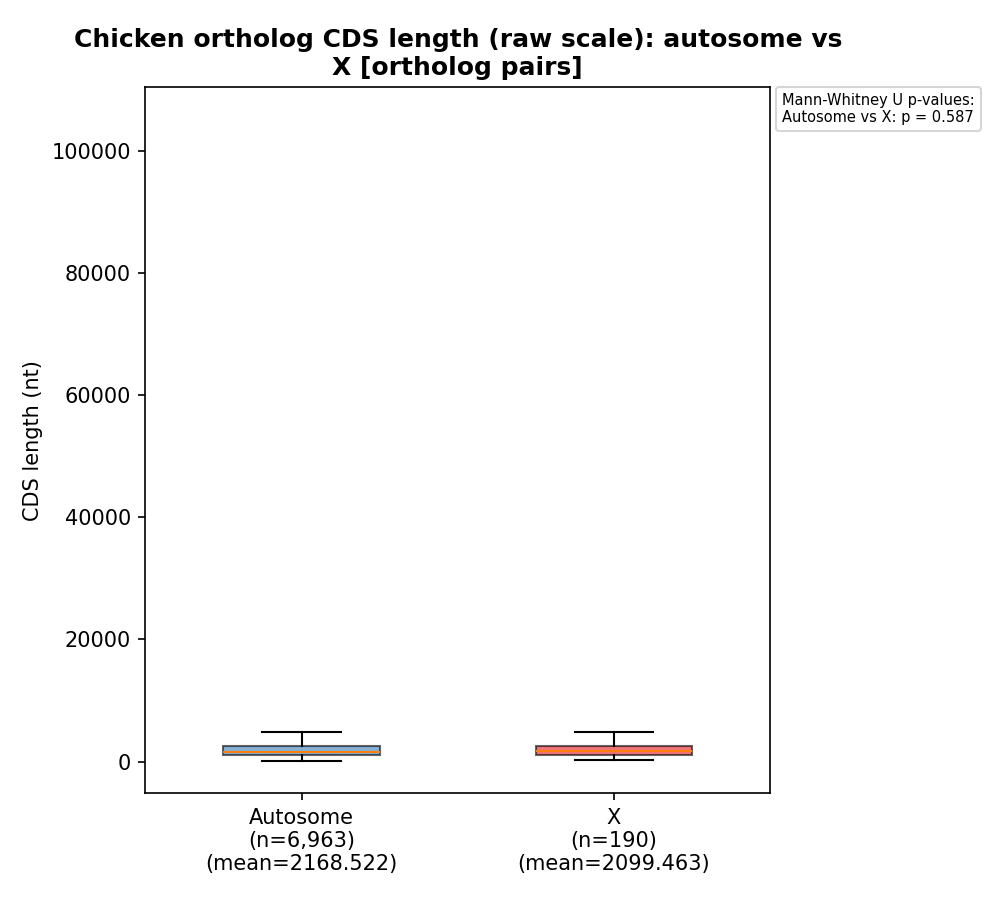 Chicken ortholog CDS length (raw scale): autosome vs
X [ortholog pairs]
Mann-Whitney U p-values:
Autosome vs X: p = 0.587
CDS length (nt)
100000
80000
60000
40000
20000
0
Autosome
(n=6,963)
(mean=2168.522)
X
(n=190)
(mean=2099.463)